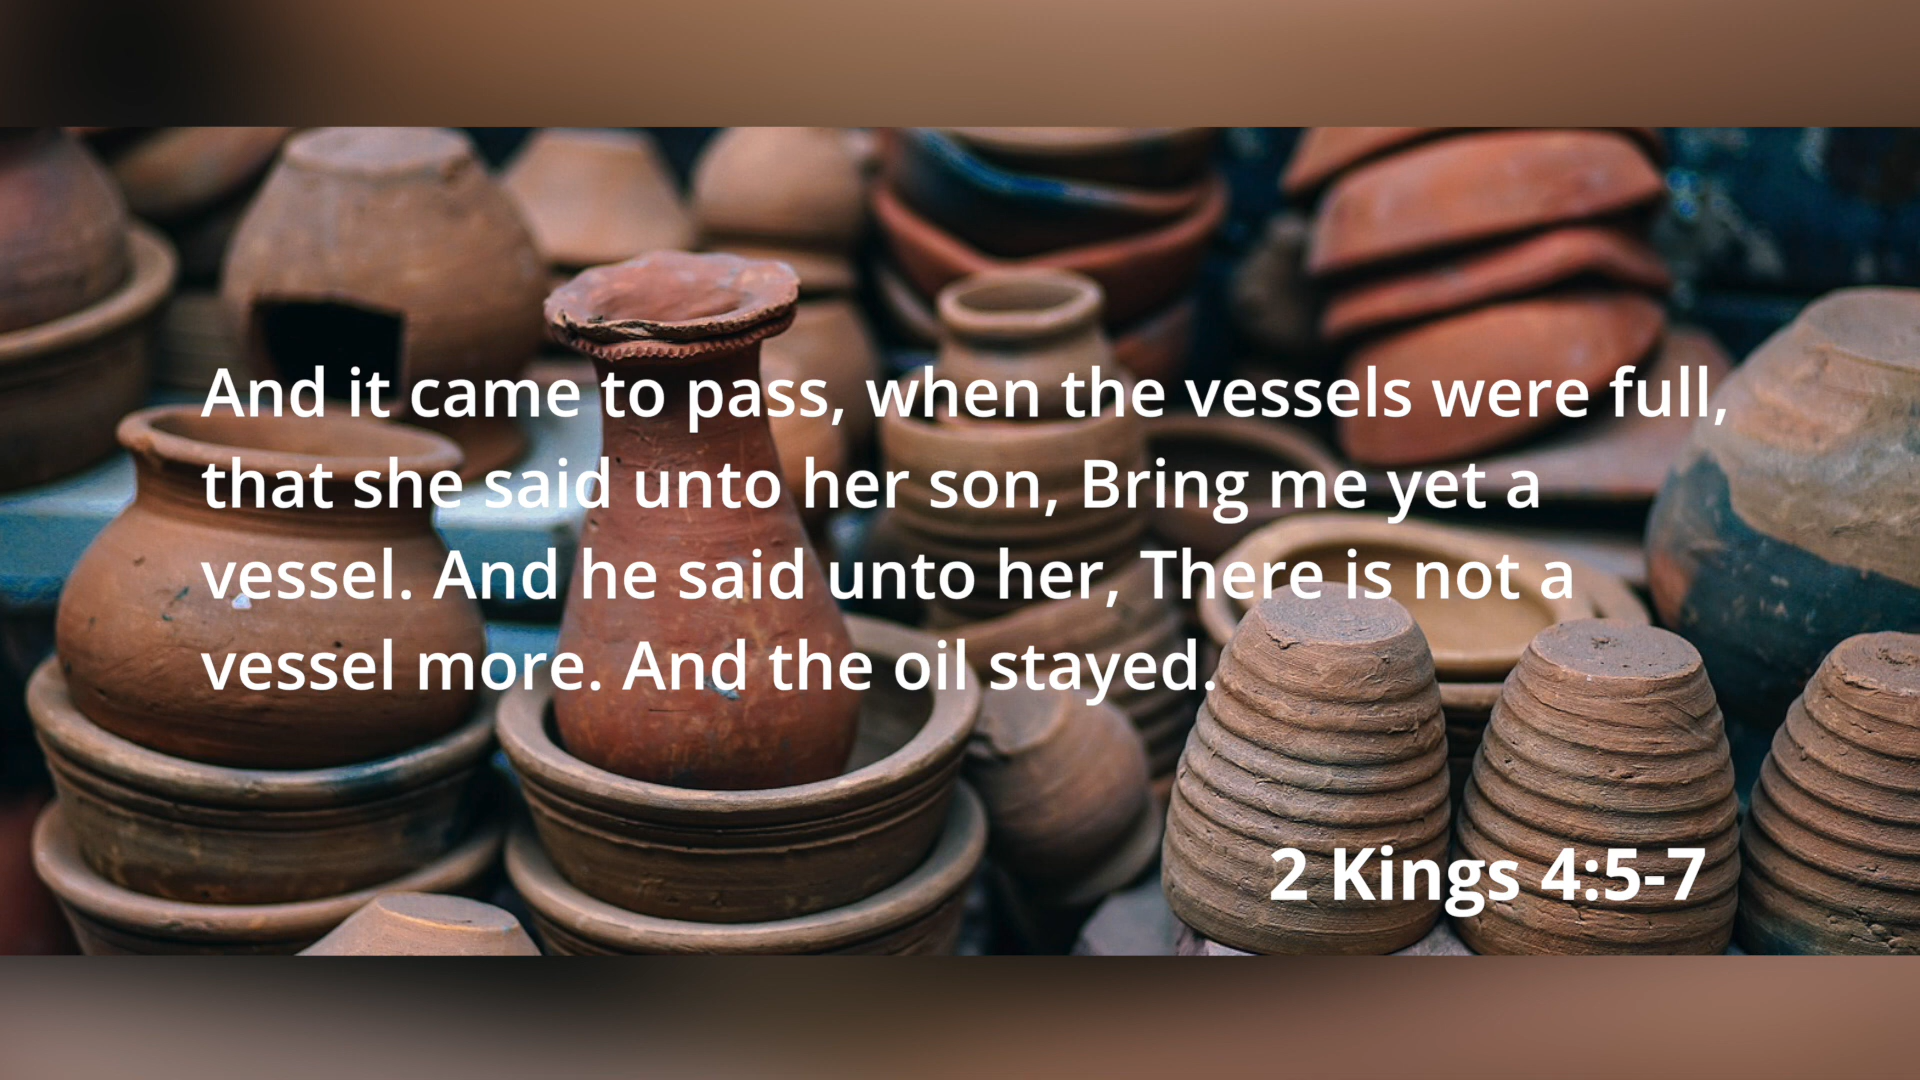 And it came to pass, when the vessels were full,
that she said unto her son, Bring me yet a
vessel. And he said unto her, There is not a
vessel more. And the oil stayed.
2 Kings 4:5-7